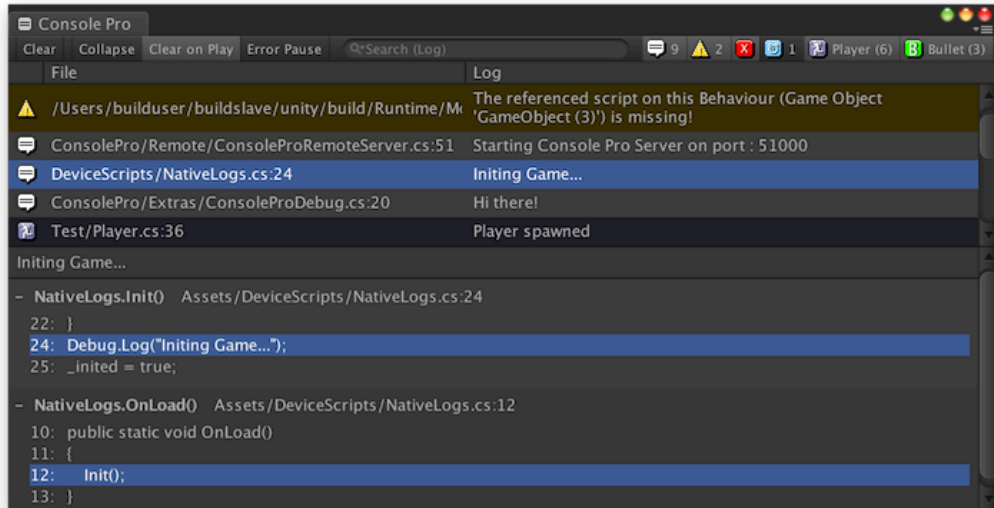 Console Pro
Clear Collapse Clear on Play Error Pause Search (Log) 9 2 X 1 Player (6) B Bullet (3)
File Log
/Users/builduser/buildslave/unity/build/Runtime/Mo The referenced script on this Behaviour (Game Object
'GameObject (3)') is missing!
ConsolePro/Remote/ConsoleProRemoteServer.cs:51 Starting Console Pro Server on port : 51000
DeviceScripts/NativeLogs.cs:24 Initing Game...
ConsolePro/Extras/ConsoleProDebug.cs:20 Hi there!
Test/Player.cs:36 Player spawned
Initing Game...
– NativeLogs.Init() Assets/DeviceScripts/NativeLogs.cs:24
22: }
24: Debug.Log("Initing Game...");
25: _inited = true;
– NativeLogs.OnLoad() Assets/DeviceScripts/NativeLogs.cs:12
10: public static void OnLoad()
11: {
12: Init();
13: }